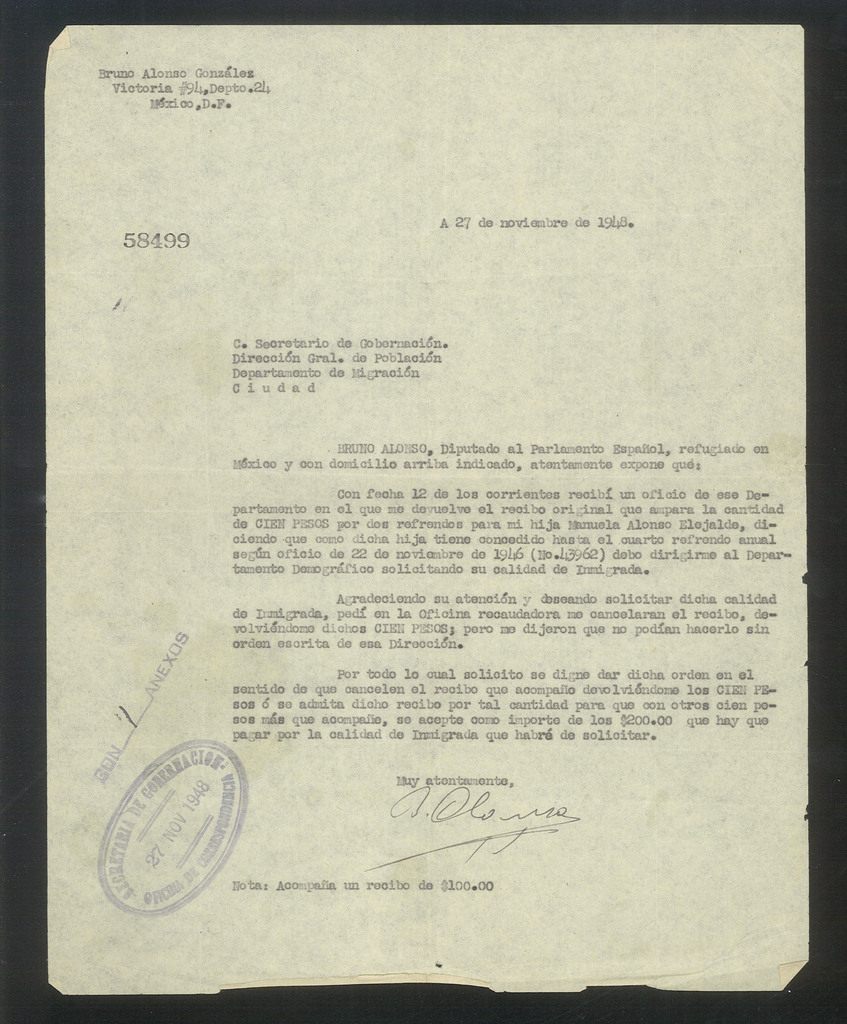 Bruno Alonso González
Victoria #94,Depto.24
México,D.F.
A 27 de noviembre de 1948.
58499
C. Secretario de Gobernación.
Dirección Gral. de Población
Departamento de Migración
C i u d a d
BRUNO ALONSO, Diputado al Parlamento Español, refugiado en
México y con domicilio arriba indicado, atentamente expone que:
Con fecha 12 de los corrientes recibí un oficio de ese De-
partamento en el que me devuelve el recibo original que ampara la cantidad
de CIEN PESOS por dos refrendos para mi hija Manuela Alonso Elejalde, di-
ciendo que como dicha hija tiene concedido hasta el cuarto refrendo anual
según oficio de 22 de noviembre de 1946 (No.43962) debo dirigirme al Depar-
tamento Demográfico solicitando su calidad de Inmigrada.
Agradeciendo su atención y deseando solicitar dicha calidad
de Inmigrada, pedí en la Oficina recaudadora me cancelaran el recibo, de-
volviéndome dichos CIEN PESOS; pero me dijeron que no podían hacerlo sin
orden escrita de esa Dirección.
Por todo lo cual solicito se digne dar dicha orden en el
sentido de que cancelen el recibo que acompaño devolviéndome los CIEN PE-
sos ó se admita dicho recibo por tal cantidad para que con otros cien pe-
sos más que acompaño, se acepte como importe de los $200.00 que hay que
pagar por la calidad de Inmigrada que habré de solicitar.
Muy atentamente,
B. Alonso
Nota: Acompaña un recibo de $100.00
CON 1 ANEXOS
SECRETARIA DE GOBERNACION
27 NOV 1948
OFICINA DE CORRESPONDENCIA